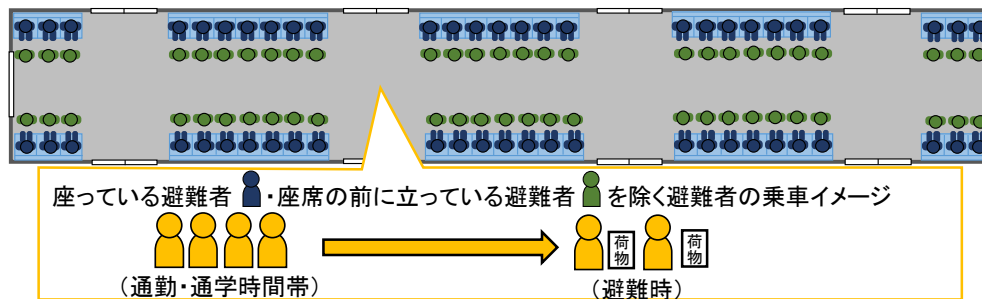 座っている避難者・座席の前に立っている避難者を除く避難者の乗車イメージ
荷物
荷物
(通勤・通学時間帯)
(避難時)